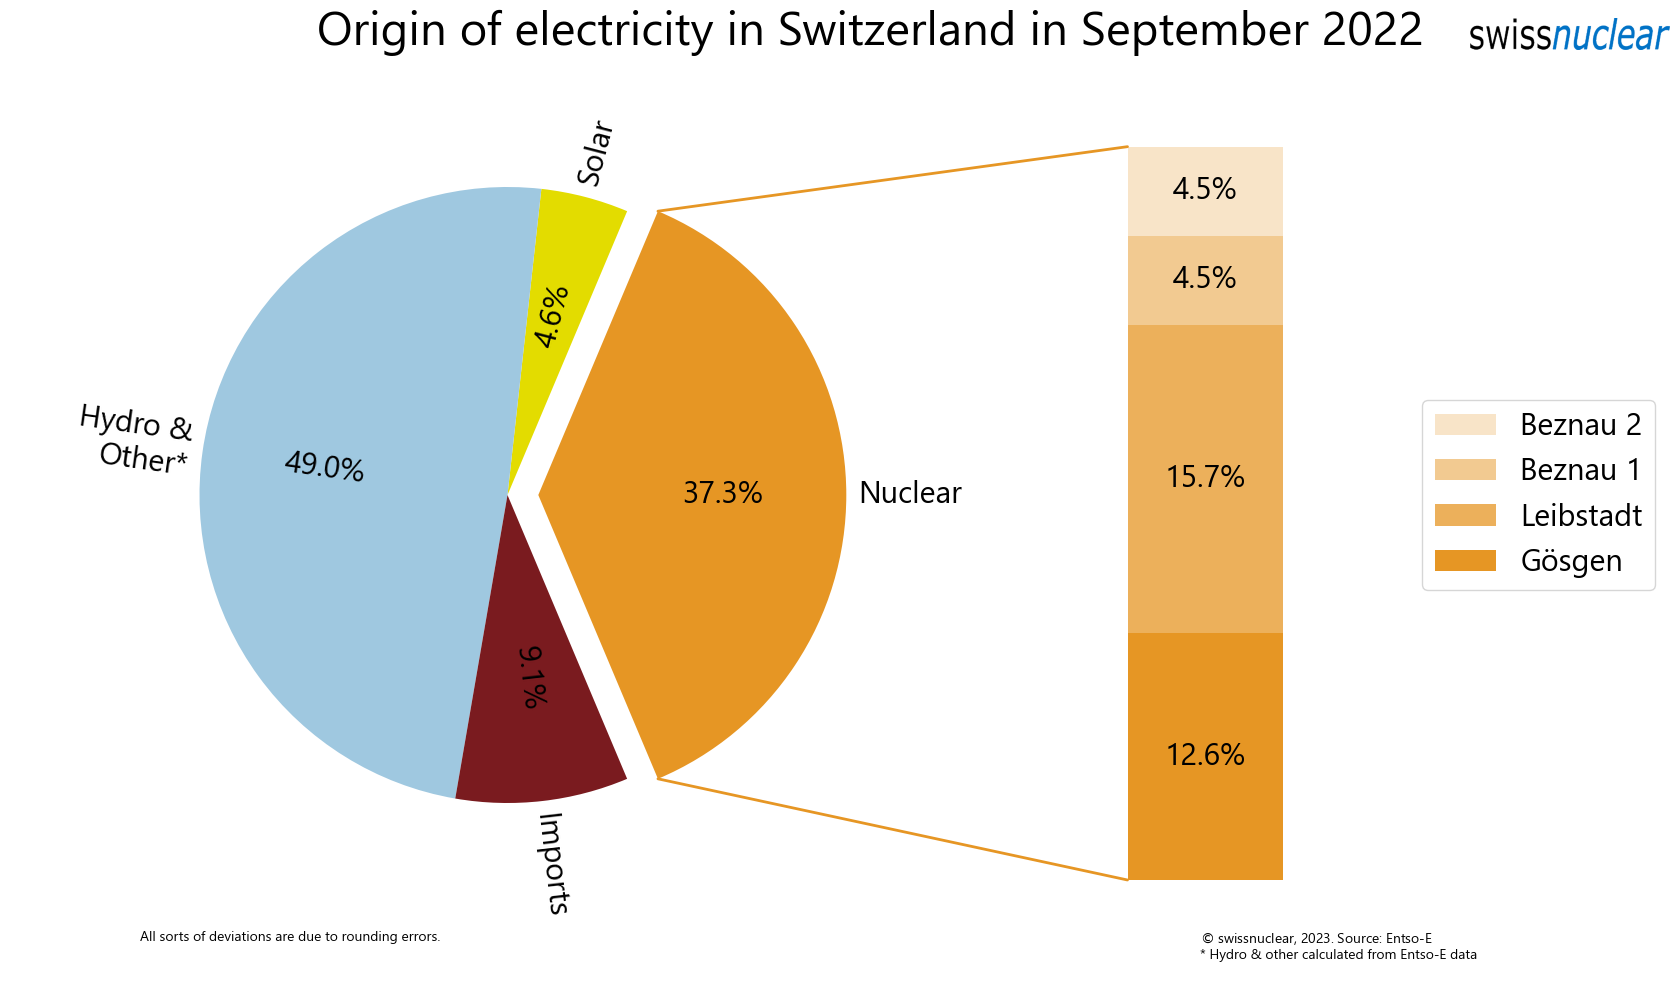 Origin of electricity in Switzerland in September 2022
swissnuclear
Solar
4.6%
Hydro &
Other*
49.0%
37.3%
Nuclear
9.1%
Imports
4.5%
4.5%
15.7%
12.6%
Beznau 2
Beznau 1
Leibstadt
Gösgen
All sorts of deviations are due to rounding errors.
© swissnuclear, 2023. Source: Entso-E
* Hydro & other calculated from Entso-E data